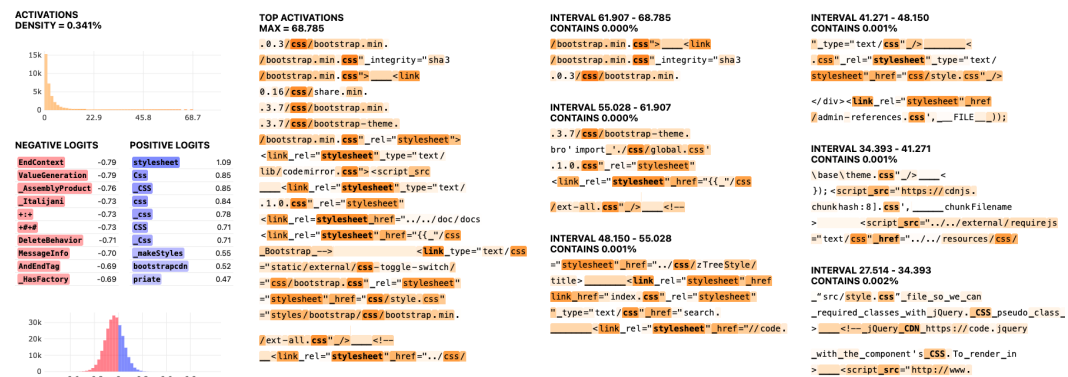 ACTIVATIONS
DENSITY = 0.341%
15k
10k
5k
0
0
22.9
45.8
68.7
NEGATIVE LOGITS
EndContext -0.79
ValueGeneration -0.79
_AssemblyProduct -0.76
_Italijani -0.73
+:+ -0.73
+#+# -0.73
DeleteBehavior -0.71
MessageInfo -0.70
AndEndTag -0.69
_HasFactory -0.69
POSITIVE LOGITS
stylesheet 1.09
Css 0.85
_CSS 0.85
css 0.84
_css 0.78
CSS 0.71
_Css 0.71
_makeStyles 0.55
bootstrapcdn 0.52
priate 0.47
30k
20k
10k
0
TOP ACTIVATIONS
MAX = 68.785
.0.3/css/bootstrap.min.
/bootstrap.min.css"_integrity="sha3
/bootstrap.min.css">____<link
0.16/css/share.min.
.3.7/css/bootstrap.min.
.3.7/css/bootstrap-theme.
/bootstrap.min.css"_rel="stylesheet">
<link_rel="stylesheet"_type="text/
lib/codemirror.css"><script_src
____<link_rel="stylesheet"_type="text/
.1.0.css"_rel="stylesheet"
<link_rel=stylesheet_href=../../doc/docs
<link_rel="stylesheet"_href="{{_"/css
_Bootstrap_-->________<link_type="text/css
="static/external/css-toggle-switch/
="css/bootstrap.css"_rel="stylesheet"
="stylesheet"_href="css/style.css"
="styles/bootstrap/css/bootstrap.min.
/ext-all.css"_/>____<!--
__<link_rel="stylesheet"_href="../css/
INTERVAL 61.907 - 68.785
CONTAINS 0.000%
/bootstrap.min.css">____<link
/bootstrap.min.css"_integrity="sha3
.0.3/css/bootstrap.min.
INTERVAL 55.028 - 61.907
CONTAINS 0.000%
.3.7/css/bootstrap-theme.
bro'import_'./css/global.css'
.1.0.css"_rel="stylesheet"
<link_rel="stylesheet"_href="{{_"/css
/ext-all.css"_/>____<!--
INTERVAL 48.150 - 55.028
CONTAINS 0.001%
="stylesheet"_href="../css/zTreeStyle/
title>_______<link_rel="stylesheet"_href
link_href="index.css"_rel="stylesheet"
"_type="text/css"_href="search.
________<link_rel="stylesheet"_href="//code.
INTERVAL 41.271 - 48.150
CONTAINS 0.001%
"_type="text/css"_/>________<
.css"_rel="stylesheet"_type="text/
stylesheet"_href="css/style.css"_/>
</div><link_rel="stylesheet"_href
/admin-references.css',__FILE__));
INTERVAL 34.393 - 41.271
CONTAINS 0.001%
\base\theme.css"_/>____<
}); <script_src="https://cdnjs.
chunkhash:8].css',______chunkFilename
>______<script_src="../../external/requirejs
="text/css"_href="../../resources/css/
INTERVAL 27.514 - 34.393
CONTAINS 0.002%
_"src/style.css"_file_so_we_can
_required_classes_with_jQuery._CSS_pseudo_class_
>____<!--_jQuery_CDN_https://code.jquery
_with_the_component's_CSS. To_render_in
>____<script_src="http://www.